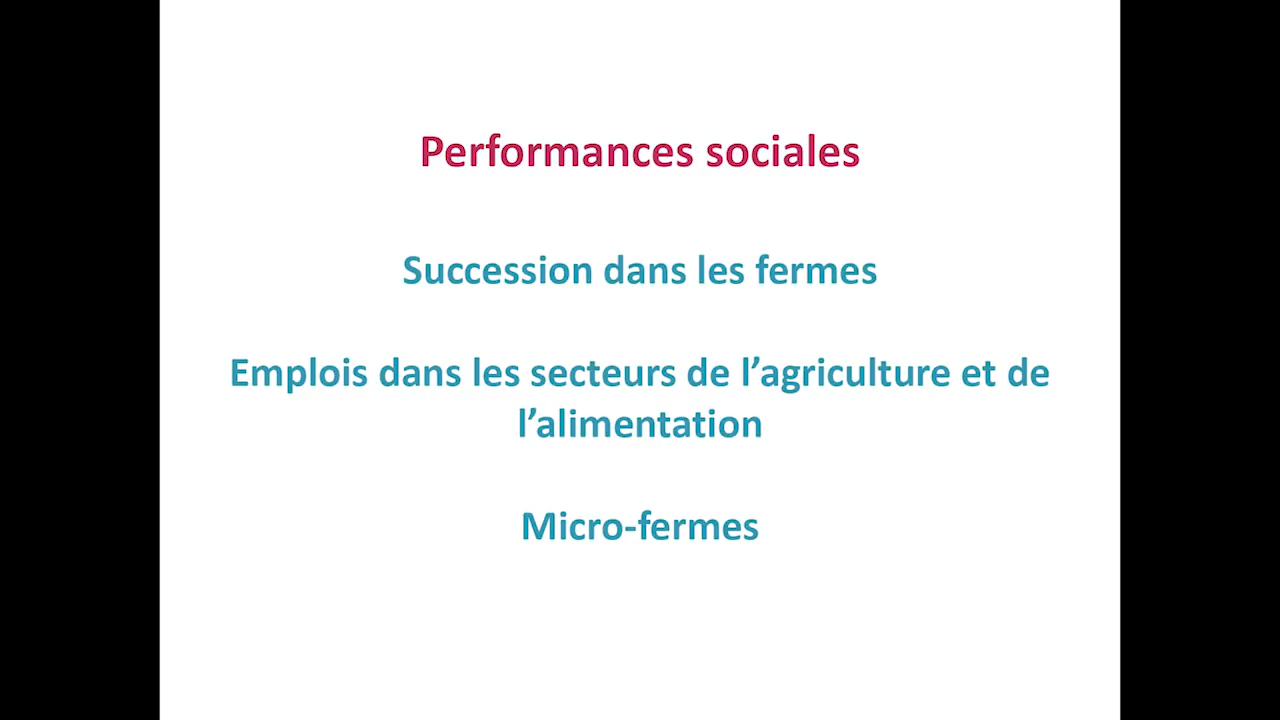 Performances sociales
Succession dans les fermes
Emplois dans les secteurs de l’agriculture et de
l’alimentation
Micro-fermes